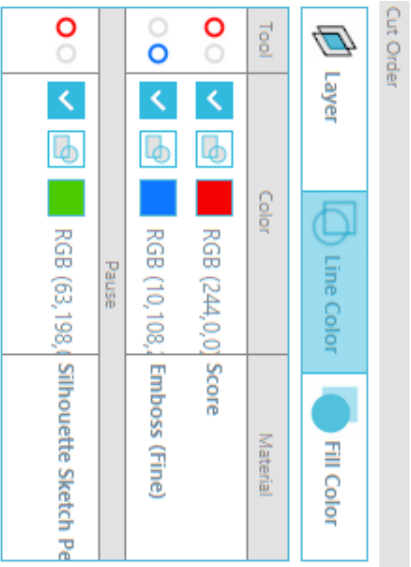 Cut Order
Layer
Line Color
Fill Color
Tool
Color
Material
RGB (244,0,0)
Score
RGB (10,108,
Emboss (Fine)
Pause
RGB (63,198,(
Silhouette Sketch Pe